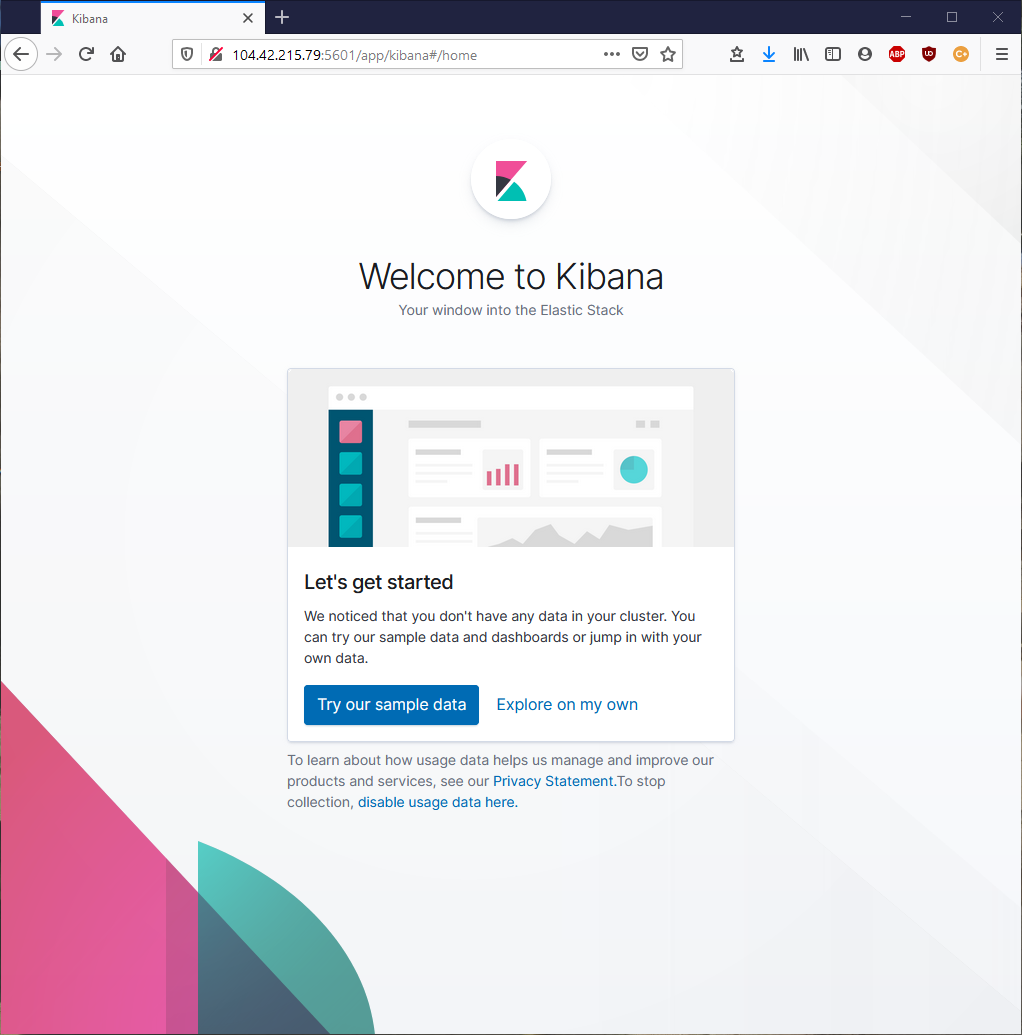 Kibana
104.42.215.79:5601/app/kibana#/home
ABP
UD
C+
Welcome to Kibana
Your window into the Elastic Stack
Let's get started
We noticed that you don't have any data in your cluster. You
can try our sample data and dashboards or jump in with your
own data.
Try our sample data
Explore on my own
To learn about how usage data helps us manage and improve our
products and services, see our Privacy Statement.To stop
collection, disable usage data here.